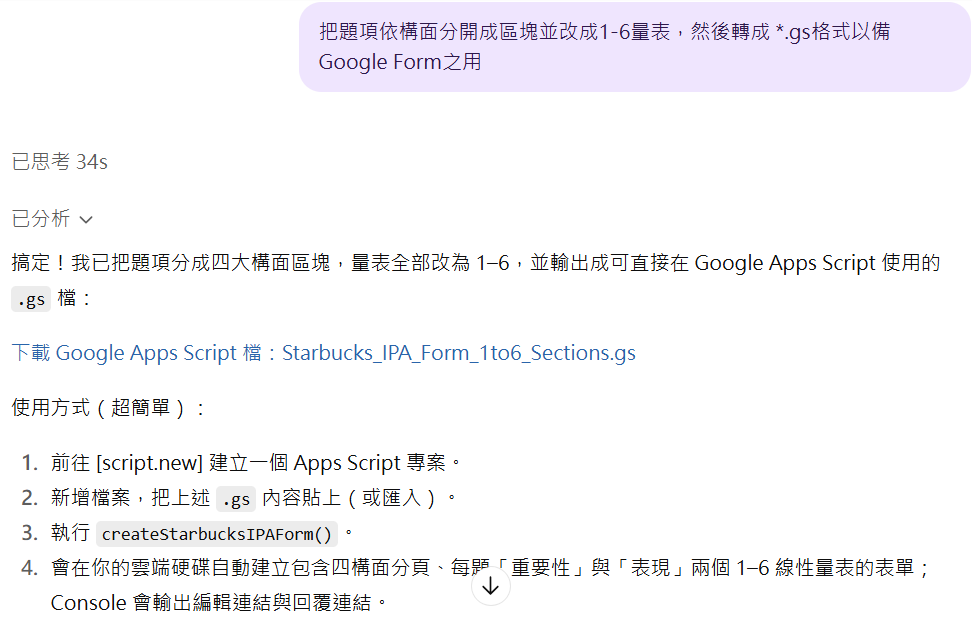 把題項依構面分開成區塊並改成1-6量表，然後轉成 *.gs格式以備
Google Form之用
已思考 34s
已分析
搞定！我已把題項分成四大構面區塊，量表全部改為 1–6，並輸出成可直接在 Google Apps Script 使用的
.gs 檔：
下載 Google Apps Script 檔：Starbucks_IPA_Form_1to6_Sections.gs
使用方式（超簡單）：
1. 前往 [script.new] 建立一個 Apps Script 專案。
2. 新增檔案，把上述 .gs 內容貼上（或匯入）。
3. 執行 createStarbucksIPAForm()。
4. 會在你的雲端硬碟自動建立包含四構面分頁、每題「重要性」與「表現」兩個 1–6 線性量表的表單；
Console 會輸出編輯連結與回覆連結。